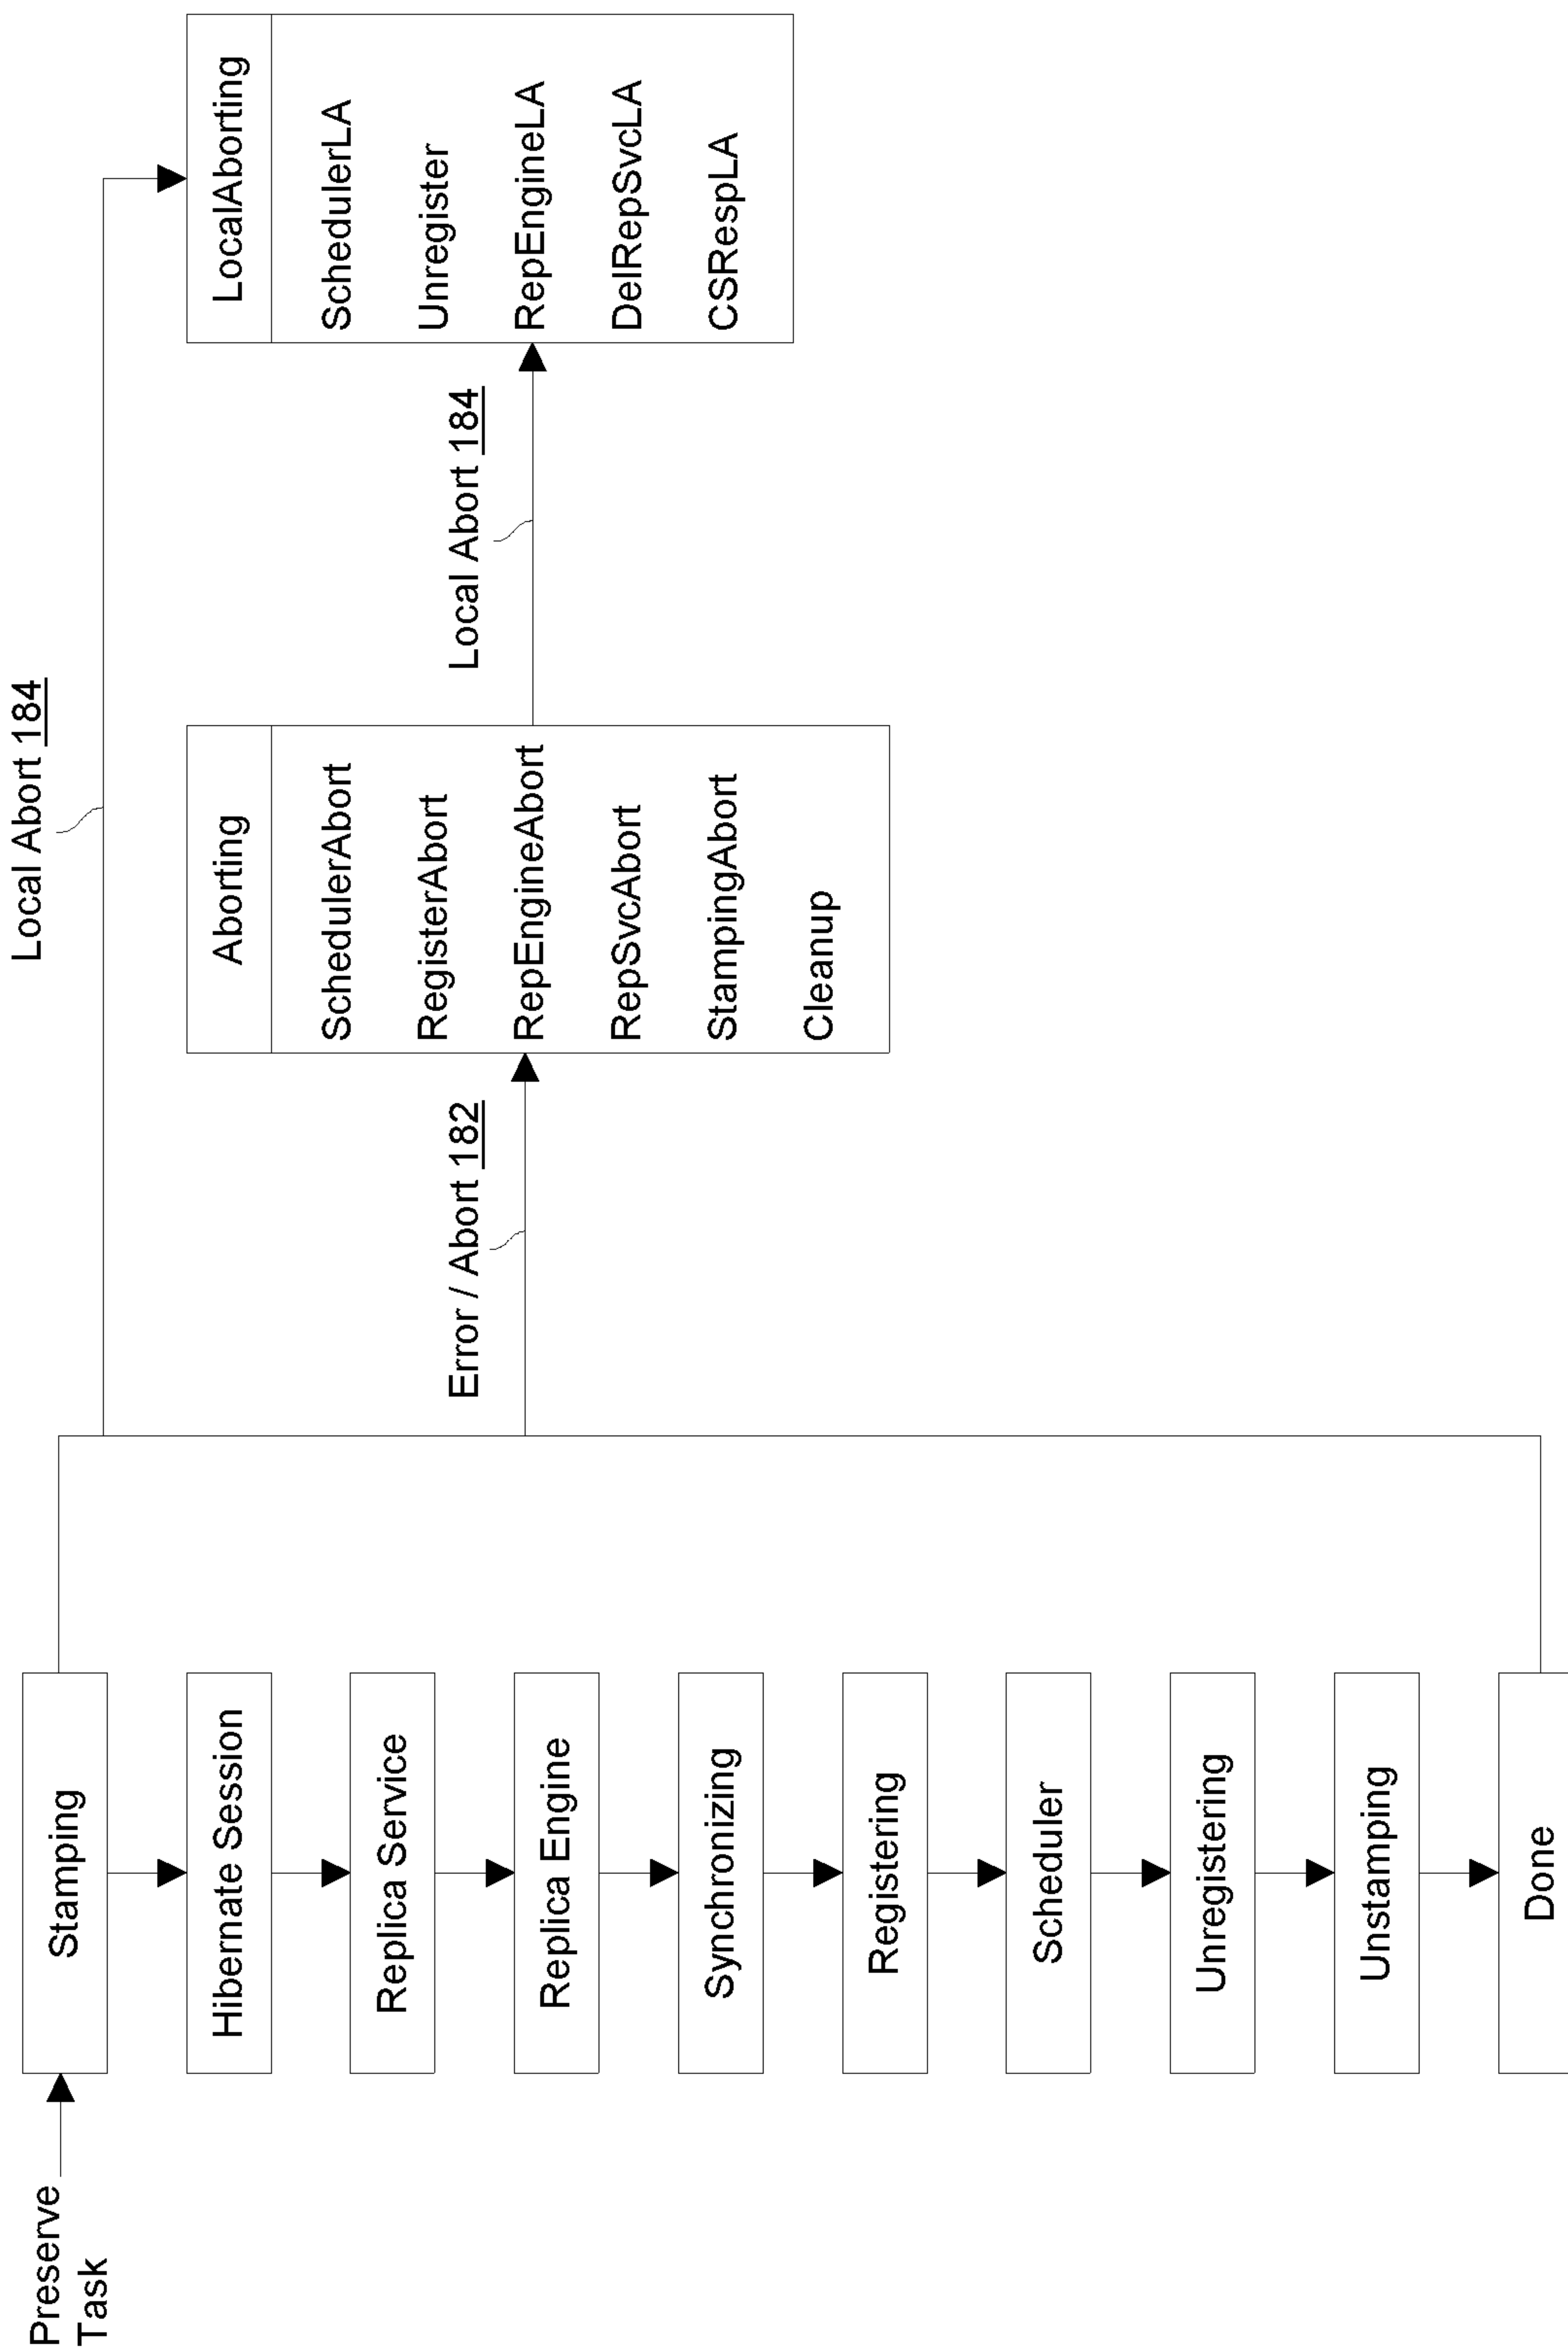 Preserve
Task
Stamping
Hibernate Session
Replica Service
Replica Engine
Synchronizing
Registering
Scheduler
Unregistering
Unstamping
Done
Error / Abort 182
Local Abort 184
Aborting
SchedulerAbort
RegisterAbort
RepEngineAbort
RepSvcAbort
StampingAbort
Cleanup
Local Abort 184
LocalAborting
SchedulerLA
Unregister
RepEngineLA
DelRepSvcLA
CSRespLA